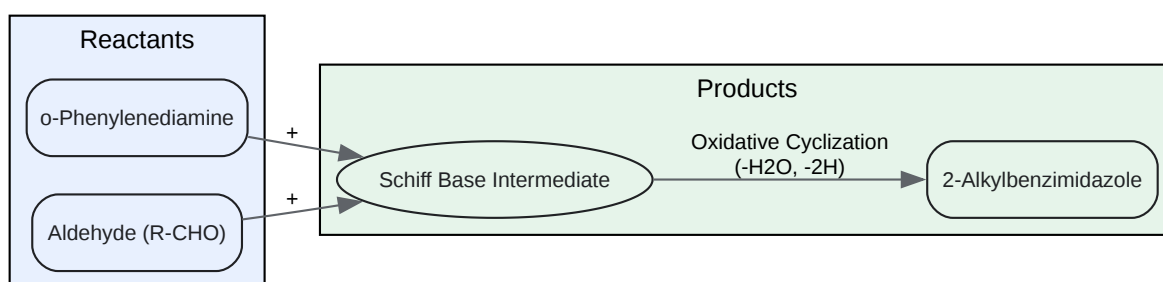 Reactants
o-Phenylenediamine
Aldehyde (R-CHO)
+
+
Products
Schiff Base Intermediate
Oxidative Cyclization
(-H2O, -2H)
2-Alkylbenzimidazole